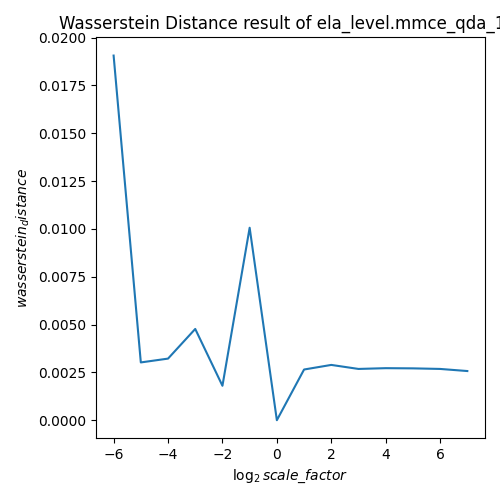 Wasserstein Distance result of ela_level.mmce_qda_1
0.0200
0.0175
0.0150
0.0125
0.0100
0.0075
0.0050
0.0025
0.0000
wasserstein_distance
−6 −4 −2 0 2 4 6
log₂ scale_factor